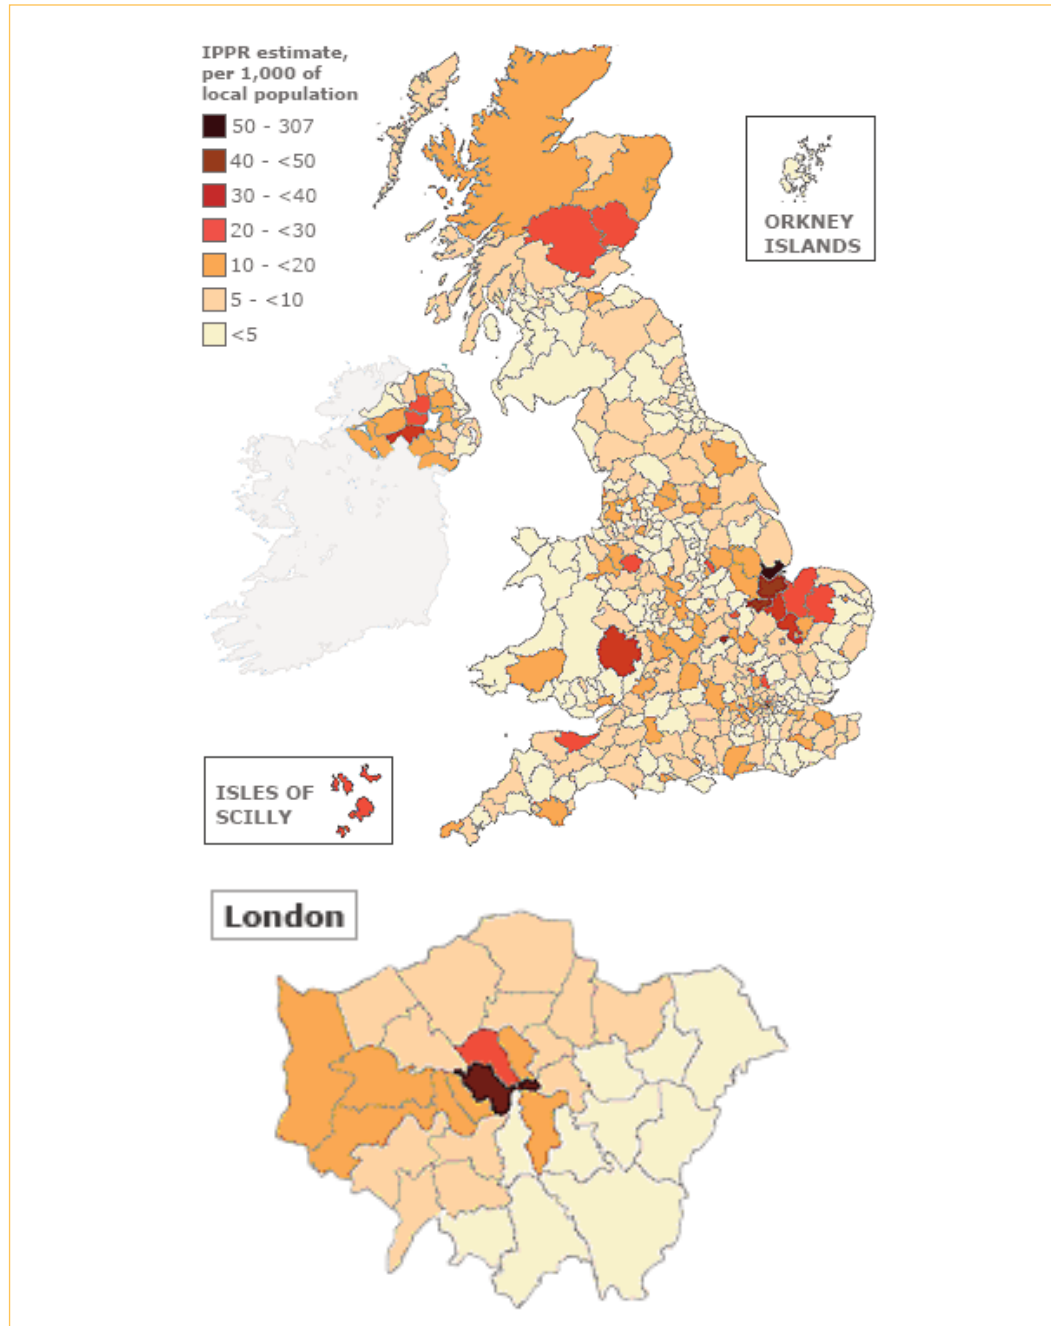 IPPR estimate,
per 1,000 of
local population
50 - 307
40 - <50
30 - <40
20 - <30
10 - <20
5 - <10
<5
ORKNEY
ISLANDS
ISLES OF
SCILLY
London